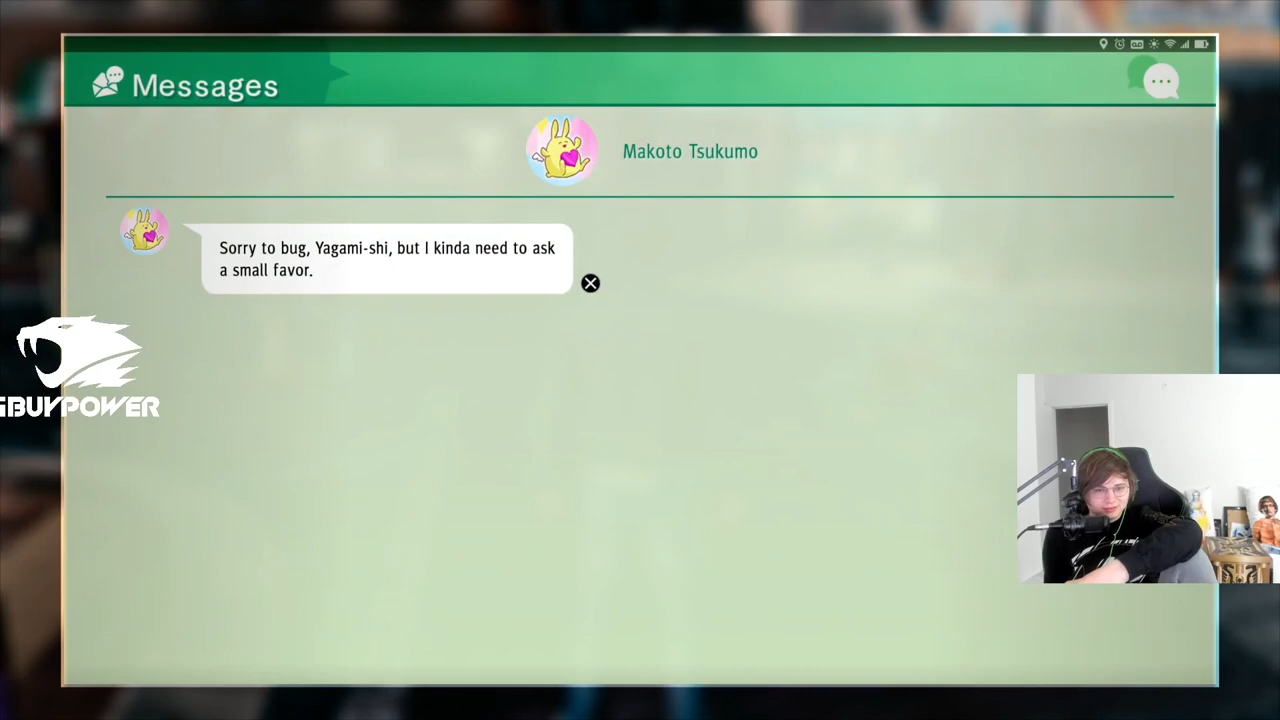 Messages
Makoto Tsukumo
Sorry to bug, Yagami-shi, but I kinda need to ask
a small favor.
iBUYPOWER